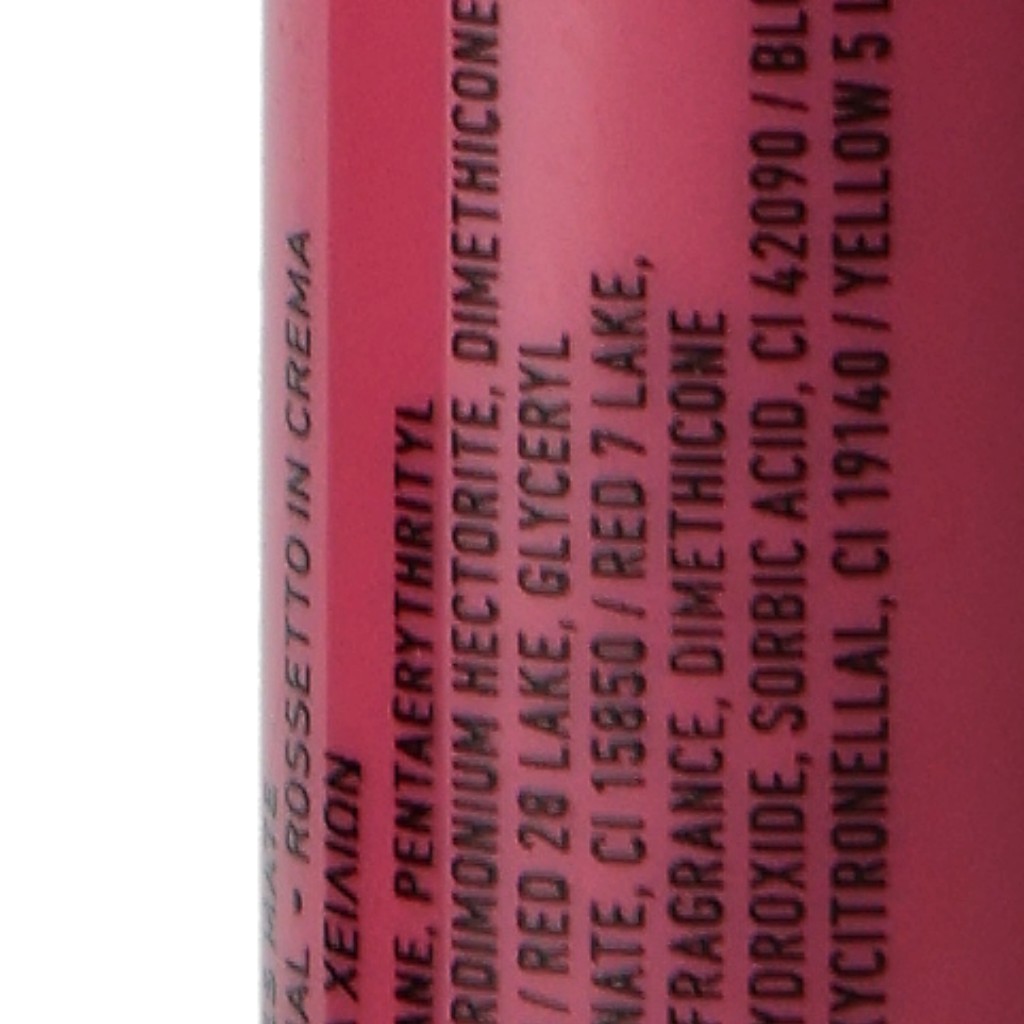 MATE
AL - ROSSETTO IN CREMA
ΧΕΙΛΙΩΝ
ANE, PENTAERYTHRITYL
RDIMONIUM HECTORITE, DIMETHICONE
/ RED 28 LAKE, GLYCERYL
NATE, CI 15850 / RED 7 LAKE,
FRAGRANCE, DIMETHICONE
YDROXIDE, SORBIC ACID, CI 42090 / BL
YCITRONELLAL, CI 19140 / YELLOW 5 L